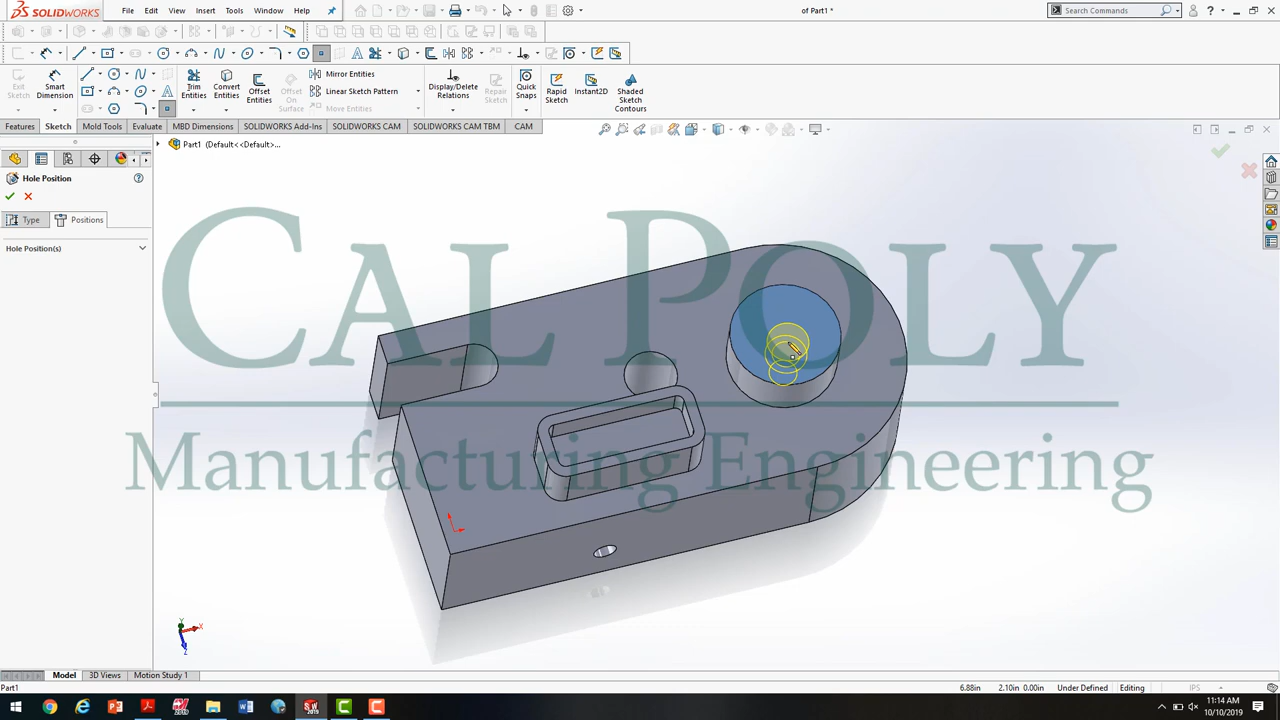 SOLIDWORKS File Edit View Insert Tools Window Help of Part1 * Search Commands
Exit Sketch Smart Dimension Trim Entities Convert Entities Offset Entities Offset On Surface Mirror Entities Linear Sketch Pattern Move Entities Display/Delete Relations Repair Sketch Quick Snaps Rapid Sketch Instant2D Shaded Sketch Contours
Features Sketch Mold Tools Evaluate MBD Dimensions SOLIDWORKS Add-Ins SOLIDWORKS CAM SOLIDWORKS CAM TBM CAM
Part1 (Default<<Default>...
Hole Position
Type Positions
Hole Position(s)
CAL POLY
Manufacturing Engineering
Y X Z
Model 3D Views Motion Study 1
Part1 6.88in 2.10in 0.00in Under Defined Editing IPS
11:14 AM
10/10/2019